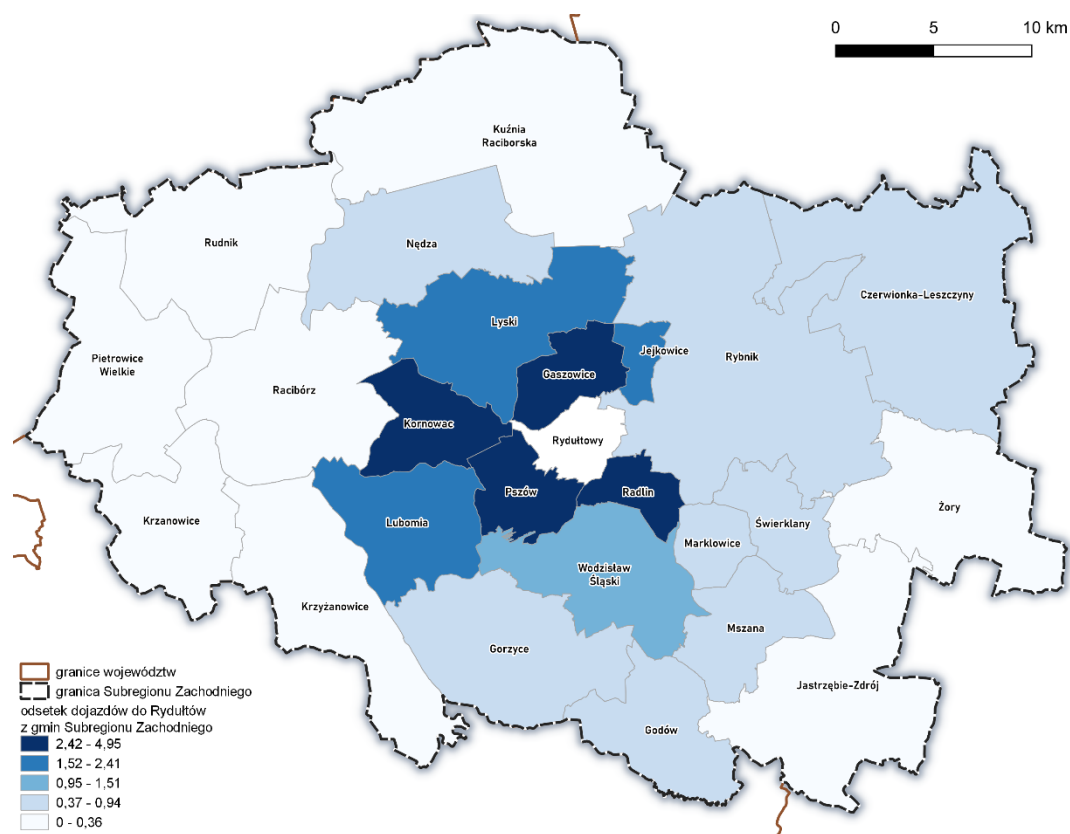 0 5 10 km
Kuźnia
Raciborska
Rudnik
Nędza
Czerwionka-Leszczyny
Lyski
Jejkowice
Rybnik
Pietrowice
Wielkie
Gaszowice
Racibórz
Kornowac
Rydułtowy
Pszów
Radlin
Żory
Krzanowice
Lubomia
Świerklany
Marklowice
Wodzisław
Śląski
Krzyżanowice
Mszana
Gorzyce
Jastrzębie-Zdrój
Godów
granice województw
granica Subregionu Zachodniego
odsetek dojazdów do Rydułtów
z gmin Subregionu Zachodniego
2,42 - 4,95
1,52 - 2,41
0,95 - 1,51
0,37 - 0,94
0 - 0,36